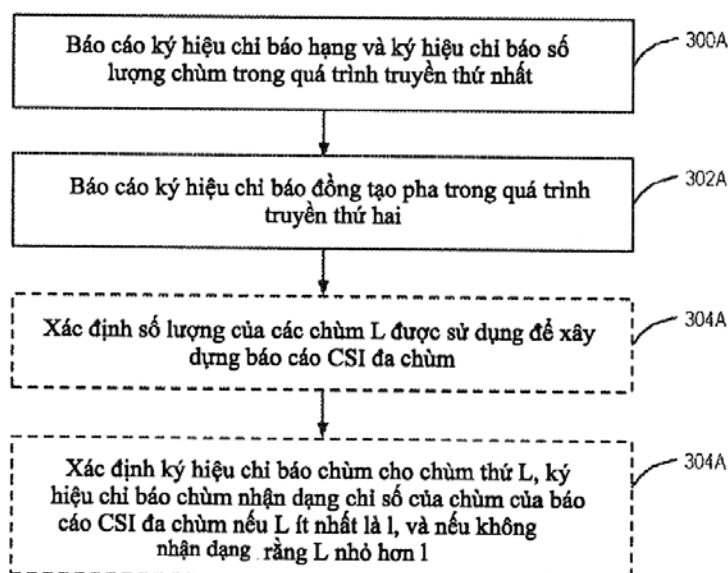 Báo cáo ký hiệu chỉ báo hạng và ký hiệu chỉ báo số
lượng chùm trong quá trình truyền thứ nhất
300A
Báo cáo ký hiệu chỉ báo đồng tạo pha trong quá trình
truyền thứ hai
302A
Xác định số lượng của các chùm L được sử dụng để xây
dựng báo cáo CSI đa chùm
304A
Xác định ký hiệu chỉ báo chùm cho chùm thứ L, ký
hiệu chỉ báo chùm nhận dạng chỉ số của chùm của báo
cáo CSI đa chùm nếu L ít nhất là l, và nếu không
nhận dạng rằng L nhỏ hơn l
304A